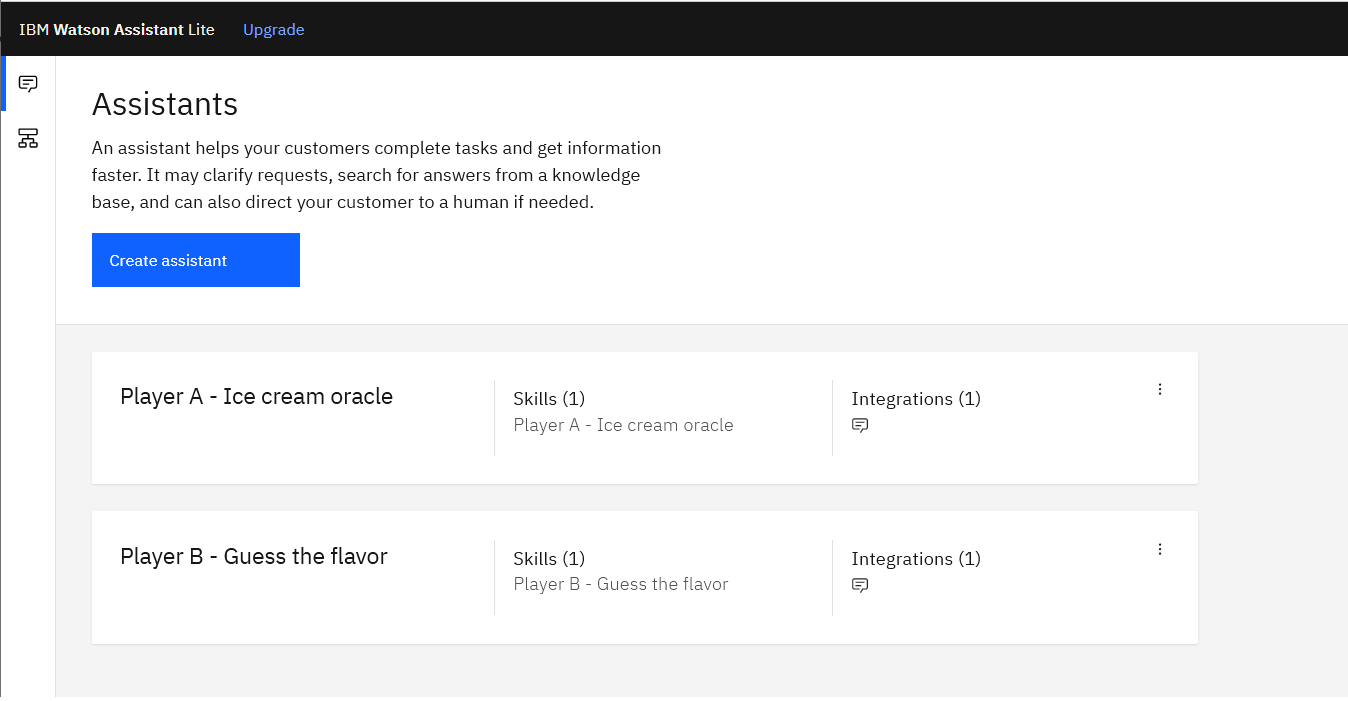 IBM Watson Assistant Lite Upgrade
Assistants
An assistant helps your customers complete tasks and get information
faster. It may clarify requests, search for answers from a knowledge
base, and can also direct your customer to a human if needed.
Create assistant
Player A - Ice cream oracle
Skills (1)
Player A - Ice cream oracle
Integrations (1)
Player B - Guess the flavor
Skills (1)
Player B - Guess the flavor
Integrations (1)